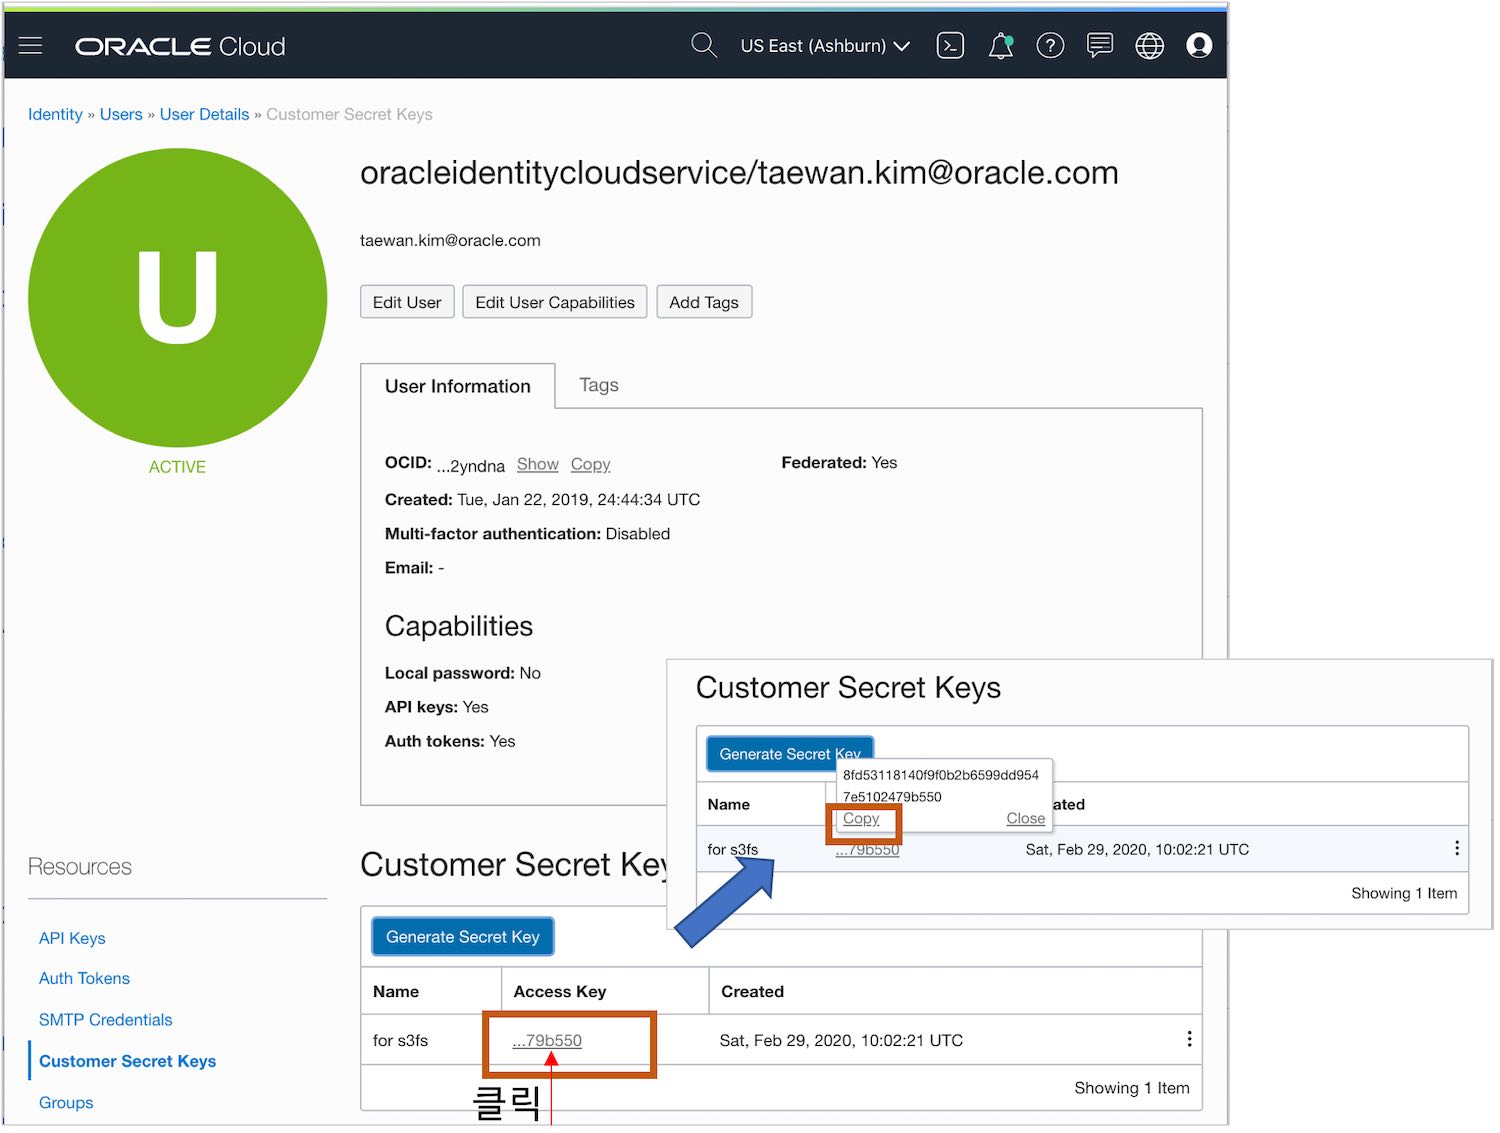 ORACLE Cloud
US East (Ashburn)
Identity » Users » User Details » Customer Secret Keys
U
ACTIVE
oracleidentitycloudservice/taewan.kim@oracle.com
taewan.kim@oracle.com
Edit User Edit User Capabilities Add Tags
User Information Tags
OCID: ...2yndna Show Copy Federated: Yes
Created: Tue, Jan 22, 2019, 24:44:34 UTC
Multi-factor authentication: Disabled
Email: -
Capabilities
Local password: No
API keys: Yes
Auth tokens: Yes
Resources
API Keys
Auth Tokens
SMTP Credentials
Customer Secret Keys
Groups
Customer Secret Key
Generate Secret Key
Name Access Key Created
for s3fs ...79b550 Sat, Feb 29, 2020, 10:02:21 UTC
Showing 1 Item
클릭
Customer Secret Keys
Generate Secret Key
8fd53118140f9f0b2b6599dd954
7e5102479b550
Copy Close
Name ated
for s3fs ...79b550 Sat, Feb 29, 2020, 10:02:21 UTC
Showing 1 Item